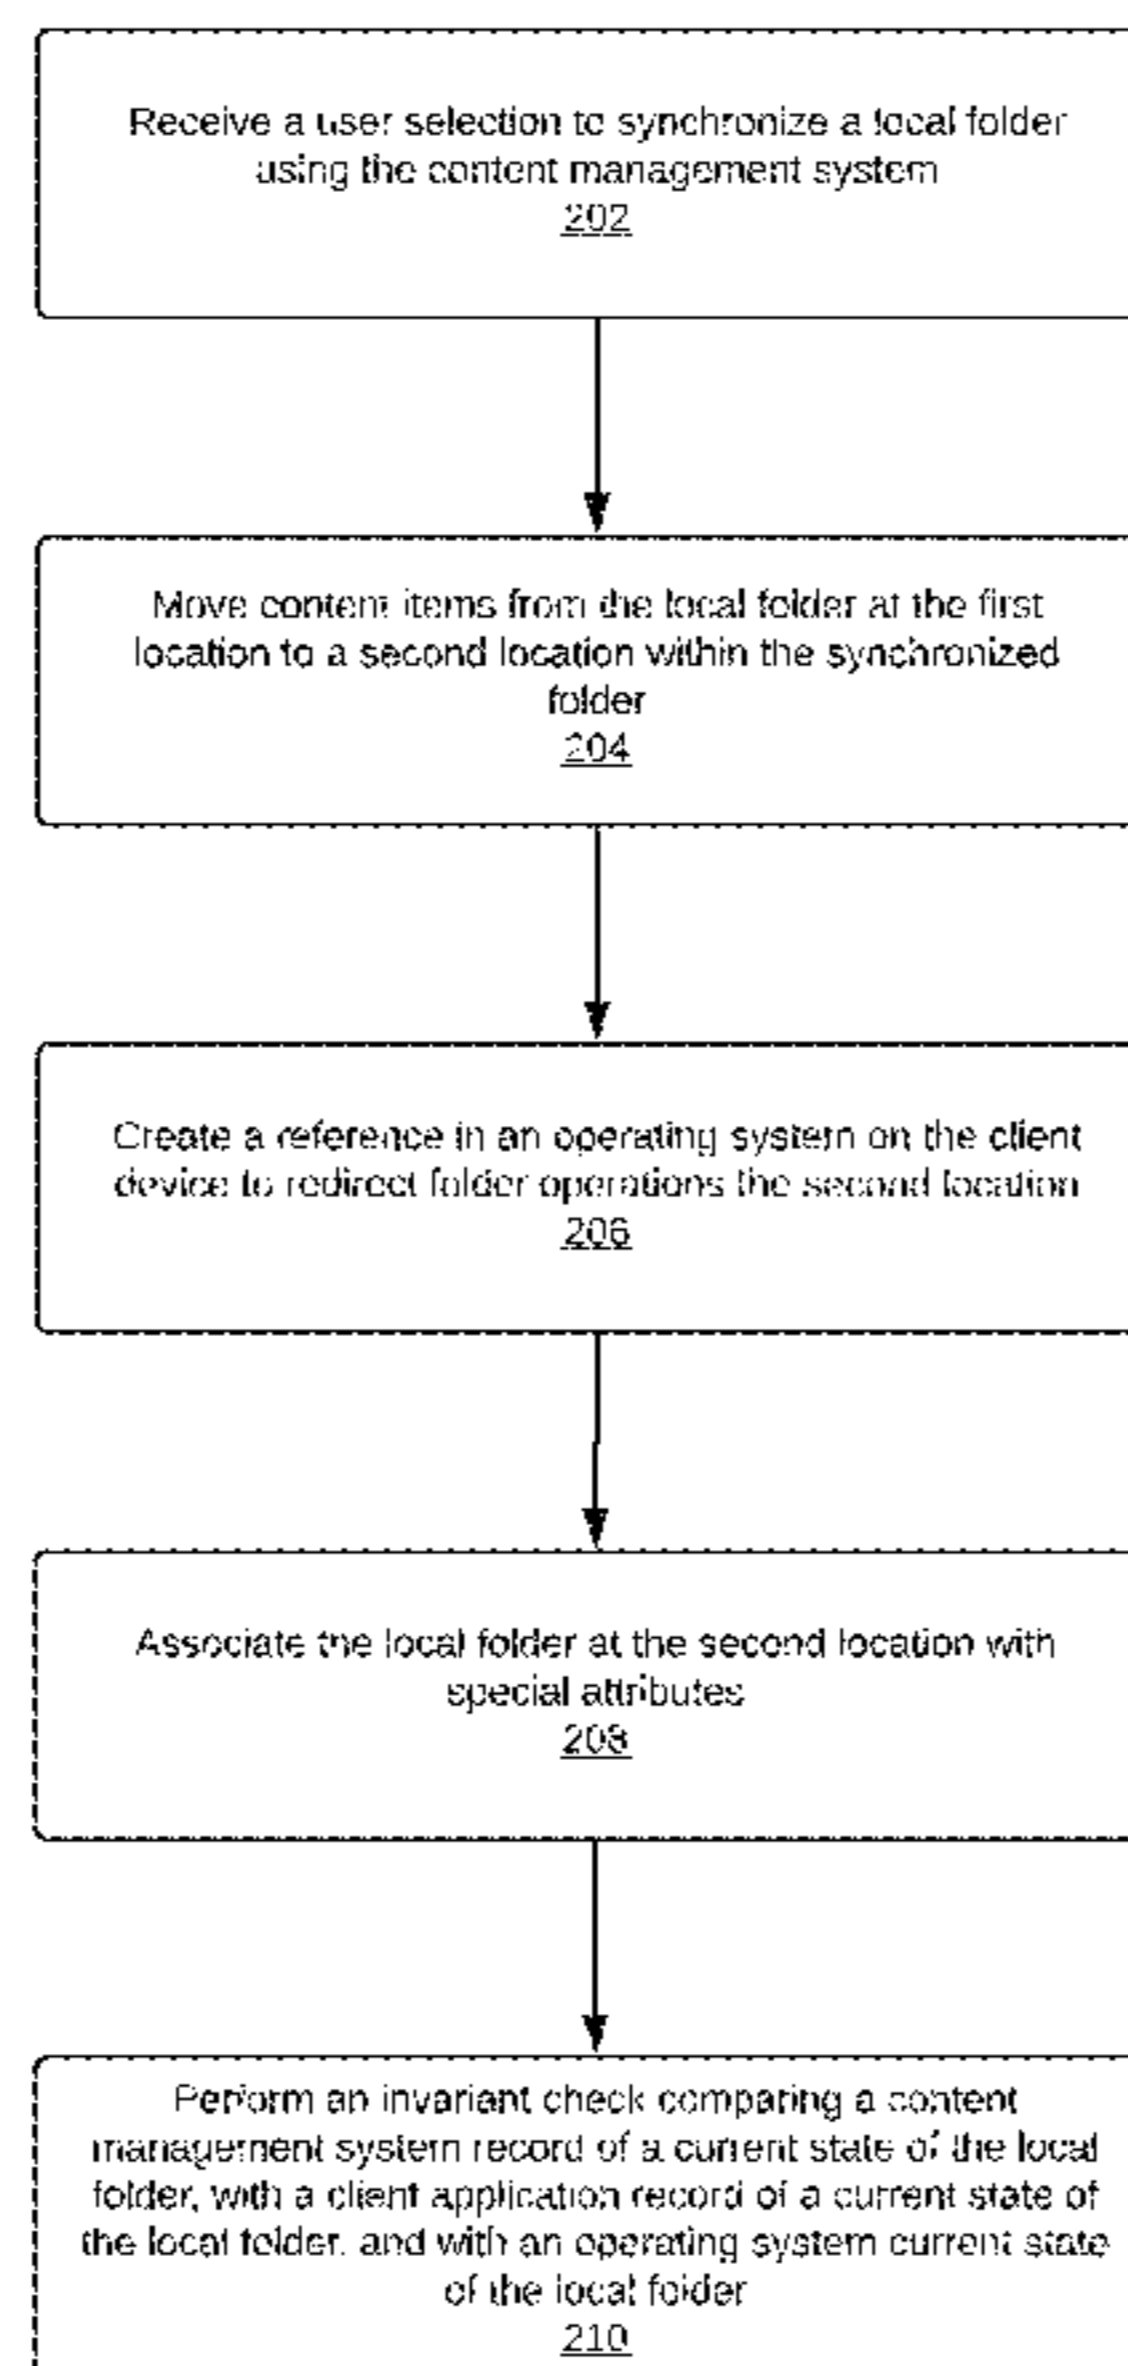 Receive a user selection to synchronize a local folder
using the content management system
202
Move content items from the local folder at the first
location to a second location within the synchronized
folder
204
Create a reference in an operating system on the client
device to redirect folder operations the second location
206
Associate the local folder at the second location with
special attributes
208
Perform an invariant check comparing a content
management system record of a current state of the local
folder, with a client application record of a current state of
the local folder, and with an operating system current state
of the local folder
210